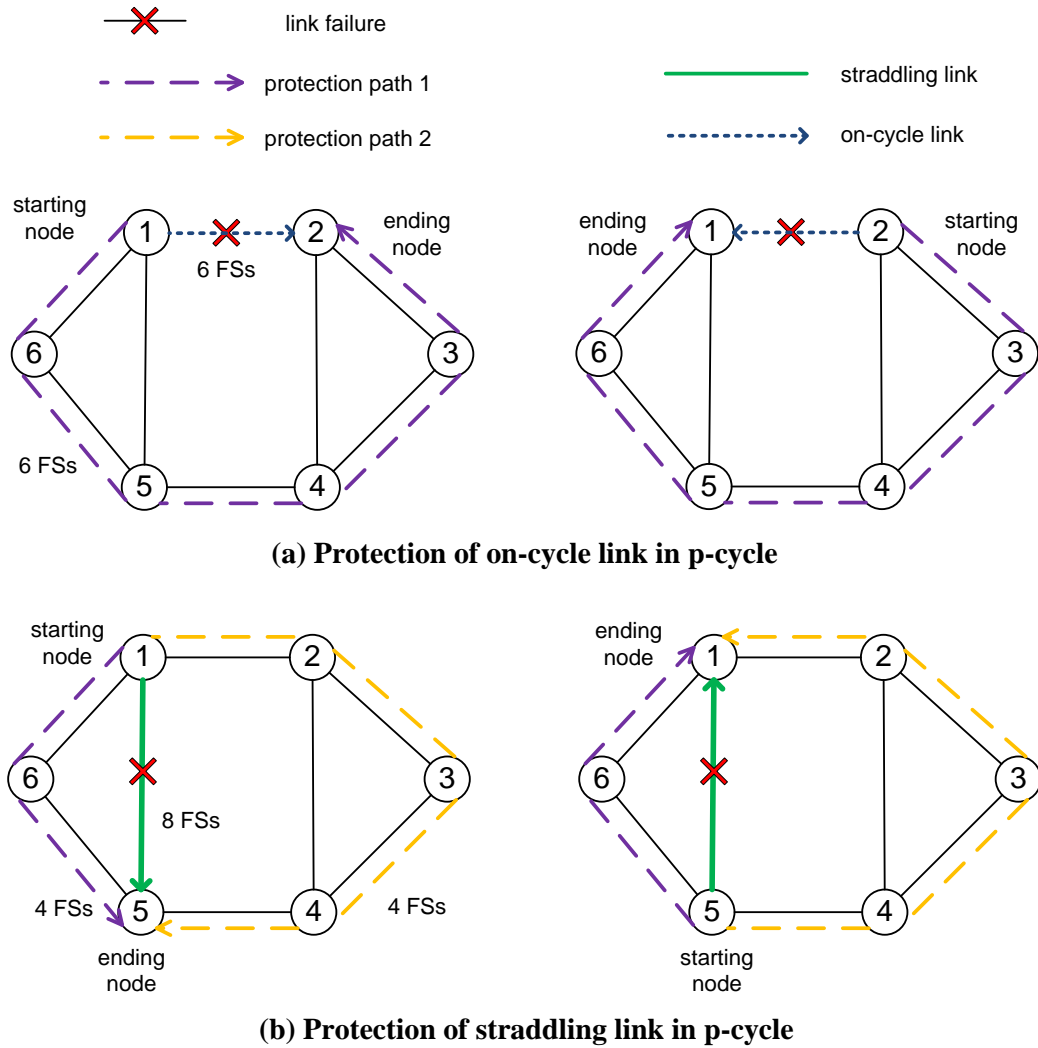 link failure
protection path 1
straddling link
protection path 2
on-cycle link
starting
node
1
2
6 FSs
ending
node
6
3
6 FSs
5
4
ending
node
1
2
starting
node
6
3
5
4
(a) Protection of on-cycle link in p-cycle
starting
node
1
2
6
3
8 FSs
4 FSs
5
4
4 FSs
ending
node
ending
node
1
2
6
3
5
4
starting
node
(b) Protection of straddling link in p-cycle